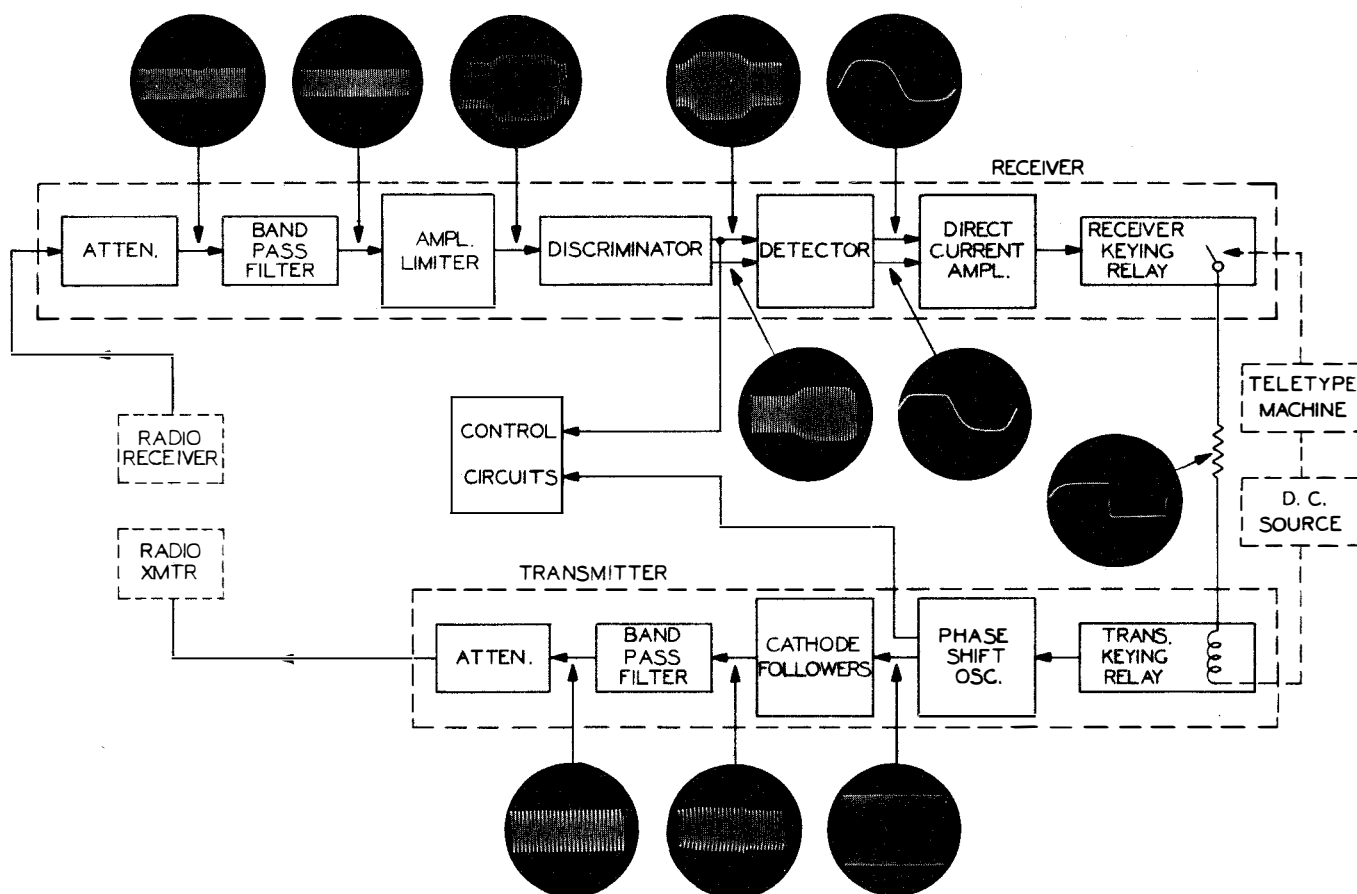 RECEIVER
ATTEN.
BAND
PASS
FILTER
AMPL.
LIMITER
DISCRIMINATOR
DETECTOR
DIRECT
CURRENT
AMPL.
RECEIVER
KEYING
RELAY
RADIO
RECEIVER
CONTROL
CIRCUITS
TELETYPE
MACHINE
D. C.
SOURCE
RADIO
XMTR
TRANSMITTER
ATTEN.
BAND
PASS
FILTER
CATHODE
FOLLOWERS
PHASE
SHIFT
OSC.
TRANS.
KEYING
RELAY